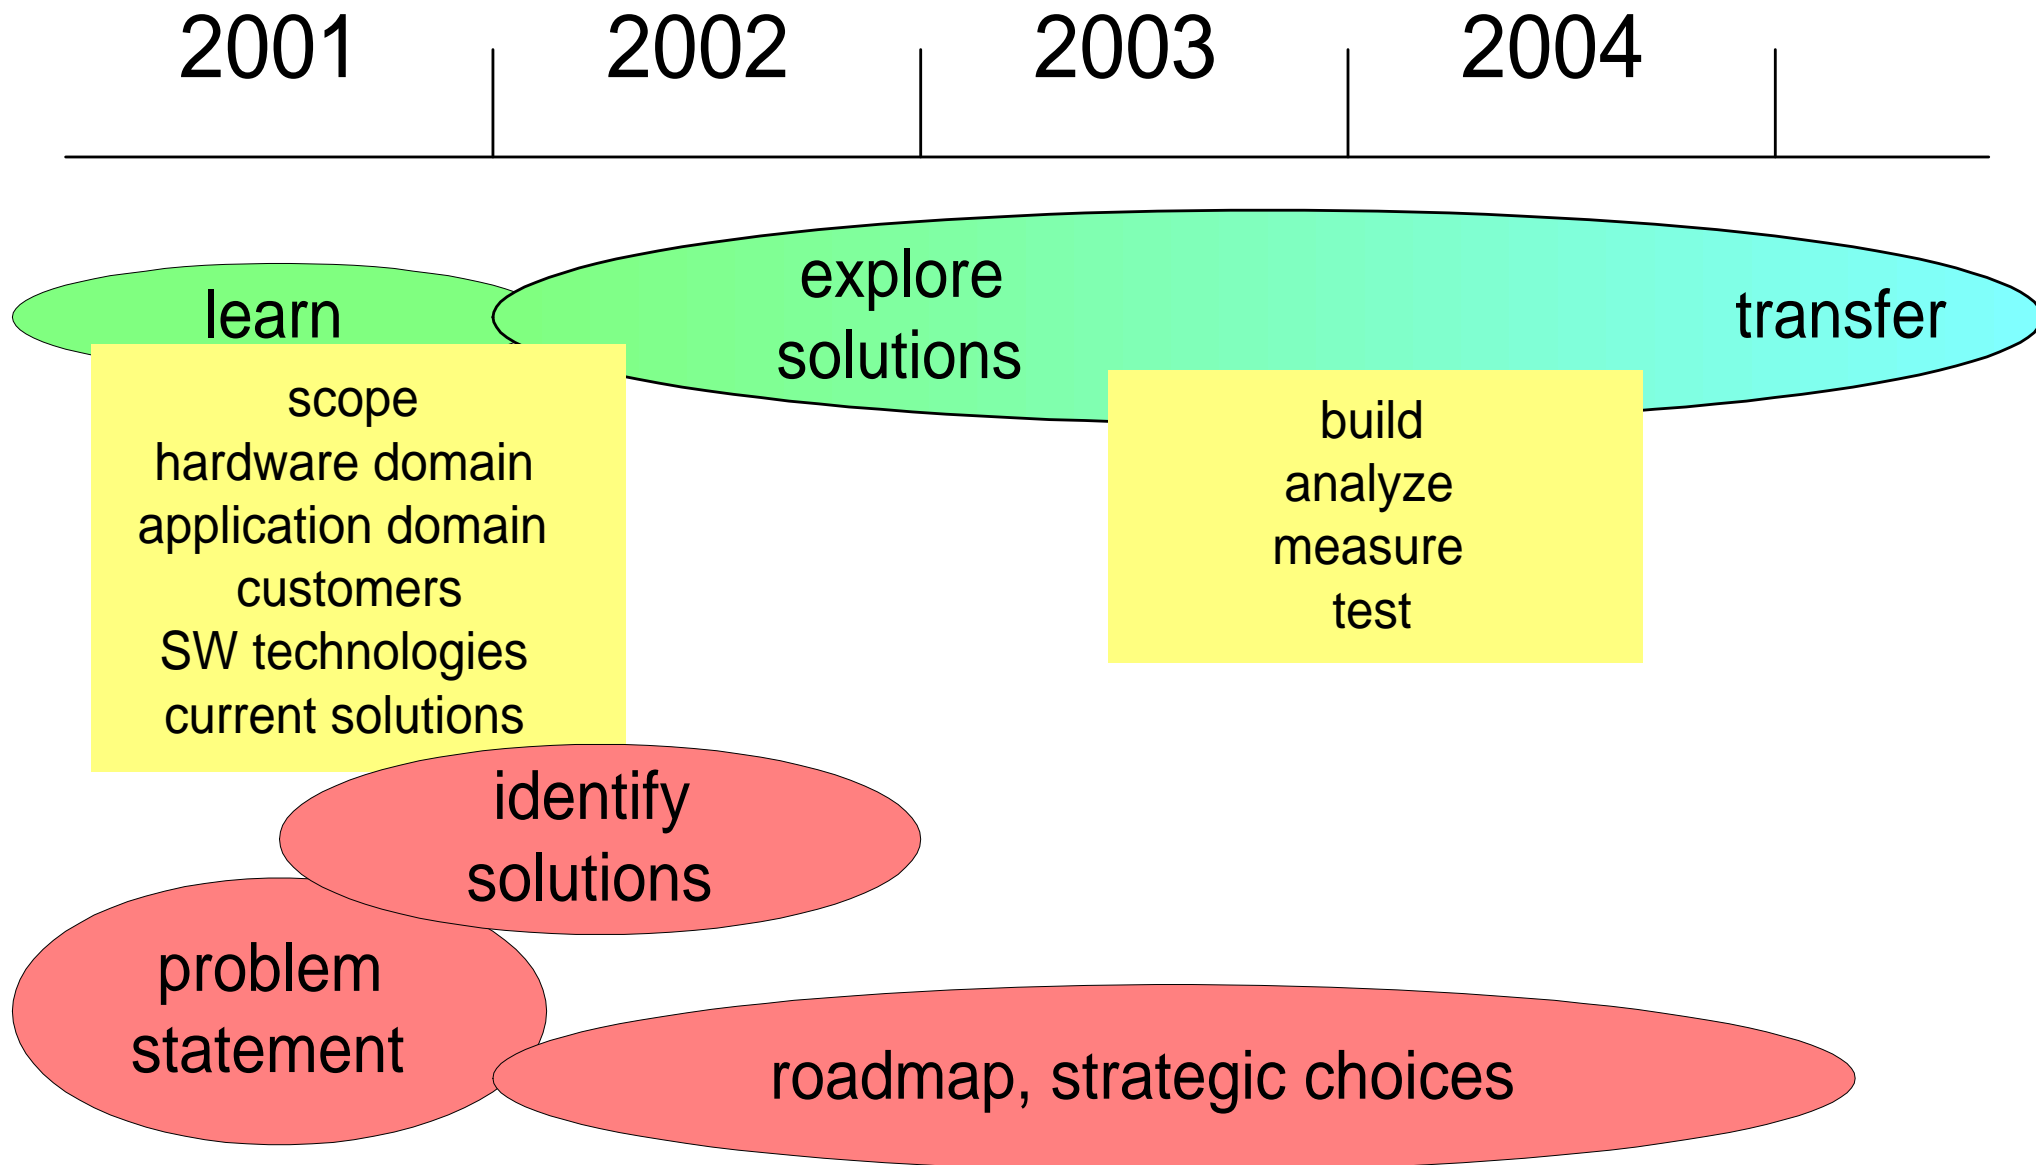 2001 2002 2003 2004
learn
explore
solutions
transfer
scope
hardware domain
application domain
customers
SW technologies
current solutions
build
analyze
measure
test
identify
solutions
problem
statement
roadmap, strategic choices